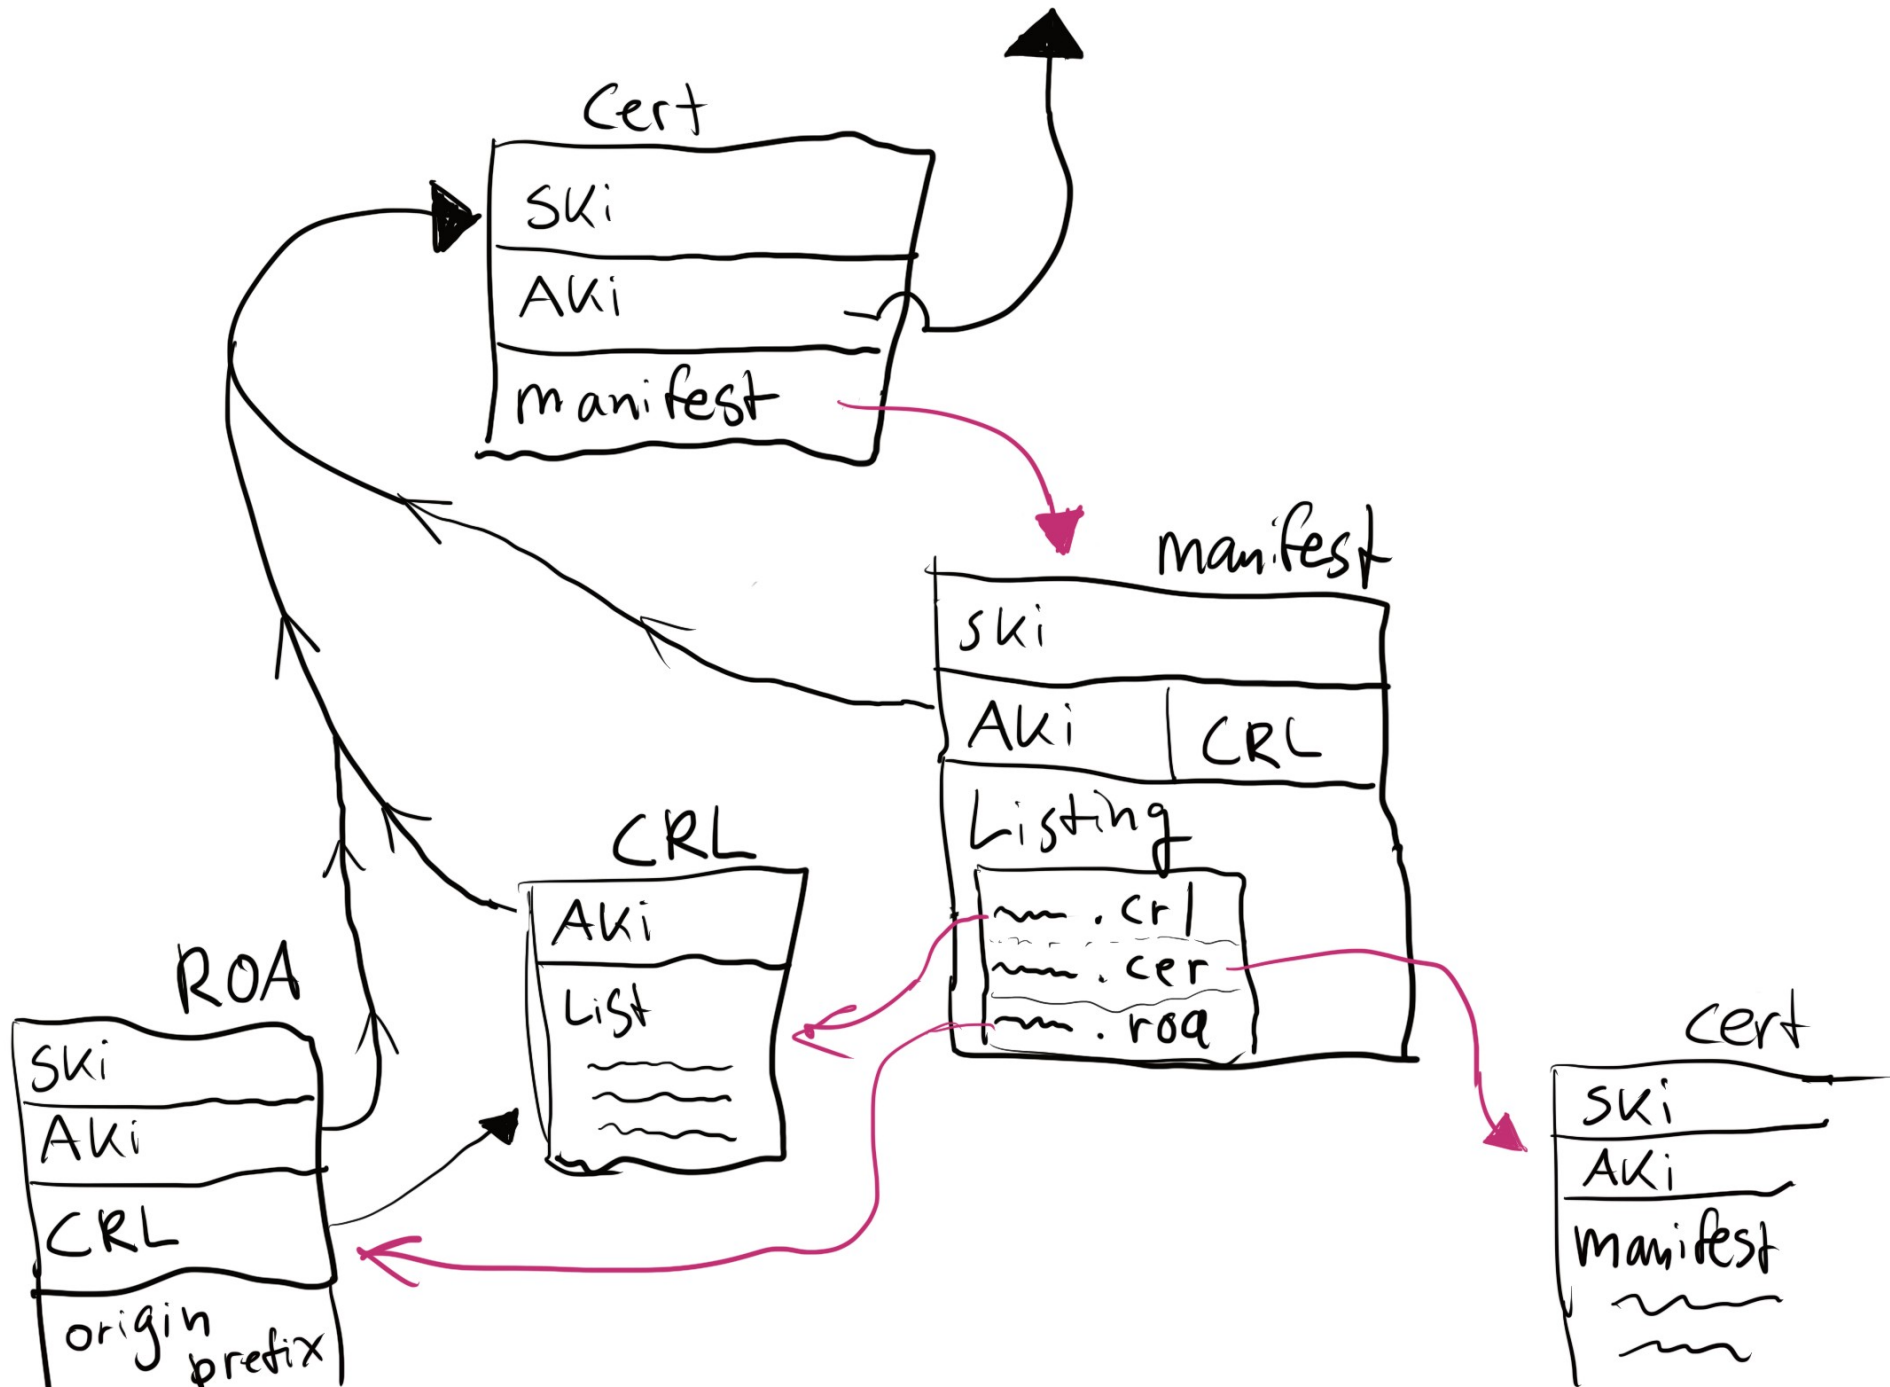 Cert
SKi
AKi
manifest
manifest
SKi
AKi
CRL
Listing
.crl
.cer
.roa
CRL
AKi
List
ROA
SKi
AKi
CRL
origin
prefix
Cert
SKi
AKi
manifest